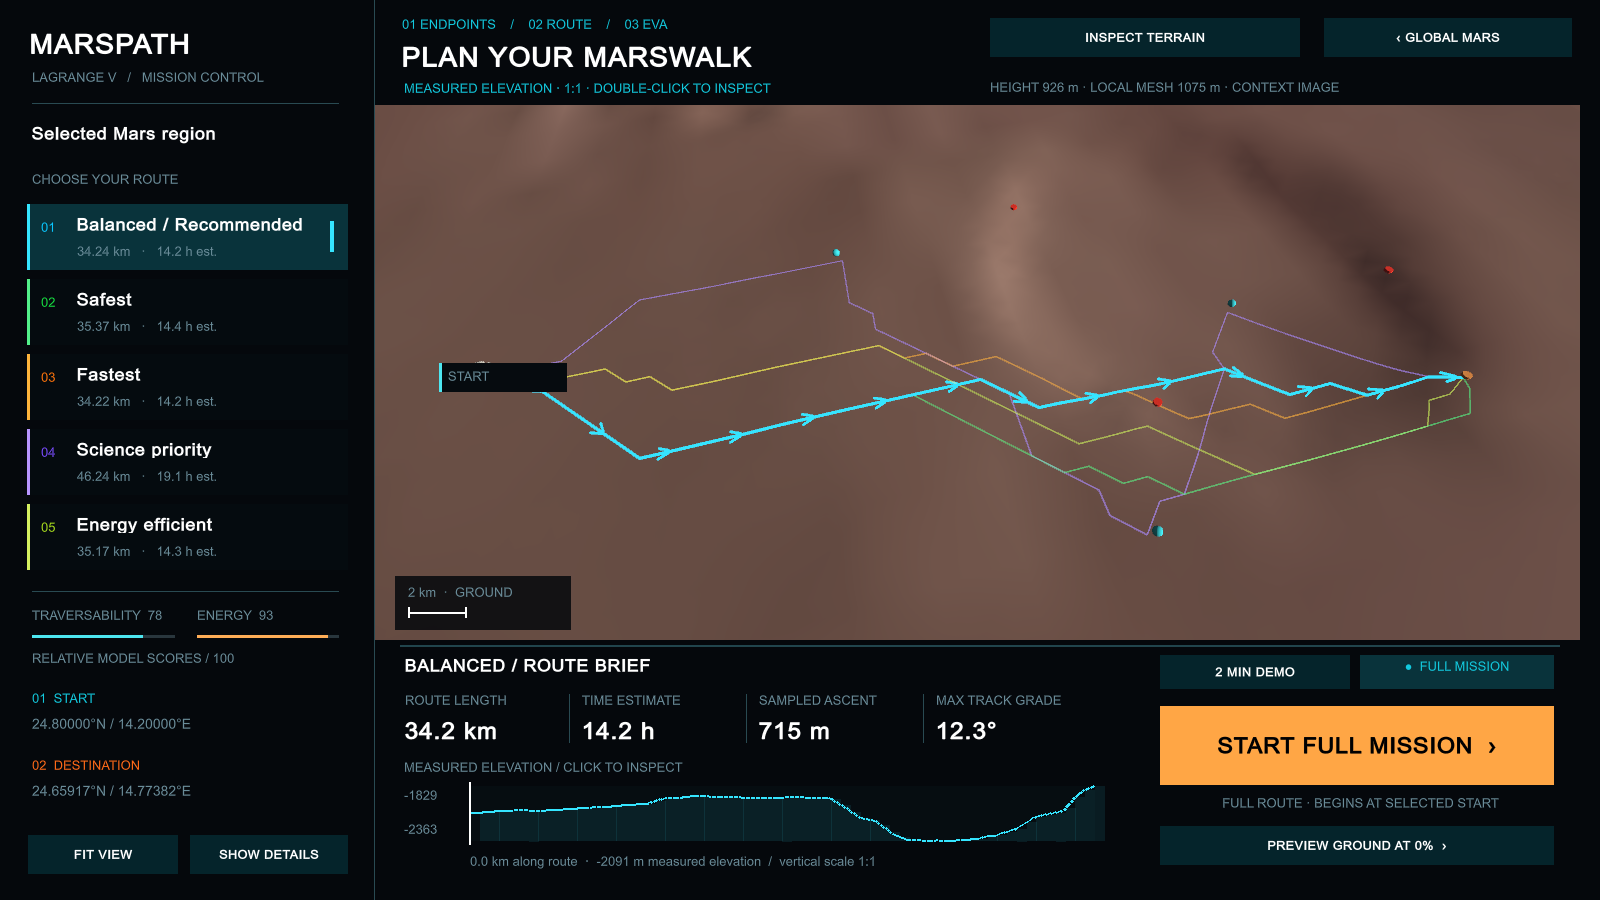 MARSPATH
LAGRANGE V / MISSION CONTROL
Selected Mars region
CHOOSE YOUR ROUTE
01 Balanced / Recommended
34.24 km · 14.2 h est.
02 Safest
35.37 km · 14.4 h est.
03 Fastest
34.22 km · 14.2 h est.
04 Science priority
46.24 km · 19.1 h est.
05 Energy efficient
35.17 km · 14.3 h est.
TRAVERSABILITY 78 ENERGY 93
RELATIVE MODEL SCORES / 100
01 START
24.80000°N / 14.20000°E
02 DESTINATION
24.65917°N / 14.77382°E
FIT VIEW
SHOW DETAILS
01 ENDPOINTS / 02 ROUTE / 03 EVA
PLAN YOUR MARSWALK
MEASURED ELEVATION · 1:1 · DOUBLE-CLICK TO INSPECT
INSPECT TERRAIN
‹ GLOBAL MARS
HEIGHT 926 m · LOCAL MESH 1075 m · CONTEXT IMAGE
START
2 km · GROUND
BALANCED / ROUTE BRIEF
ROUTE LENGTH
34.2 km
TIME ESTIMATE
14.2 h
SAMPLED ASCENT
715 m
MAX TRACK GRADE
12.3°
MEASURED ELEVATION / CLICK TO INSPECT
-1829
-2363
0.0 km along route · -2091 m measured elevation / vertical scale 1:1
2 MIN DEMO
● FULL MISSION
START FULL MISSION ›
FULL ROUTE · BEGINS AT SELECTED START
PREVIEW GROUND AT 0% ›